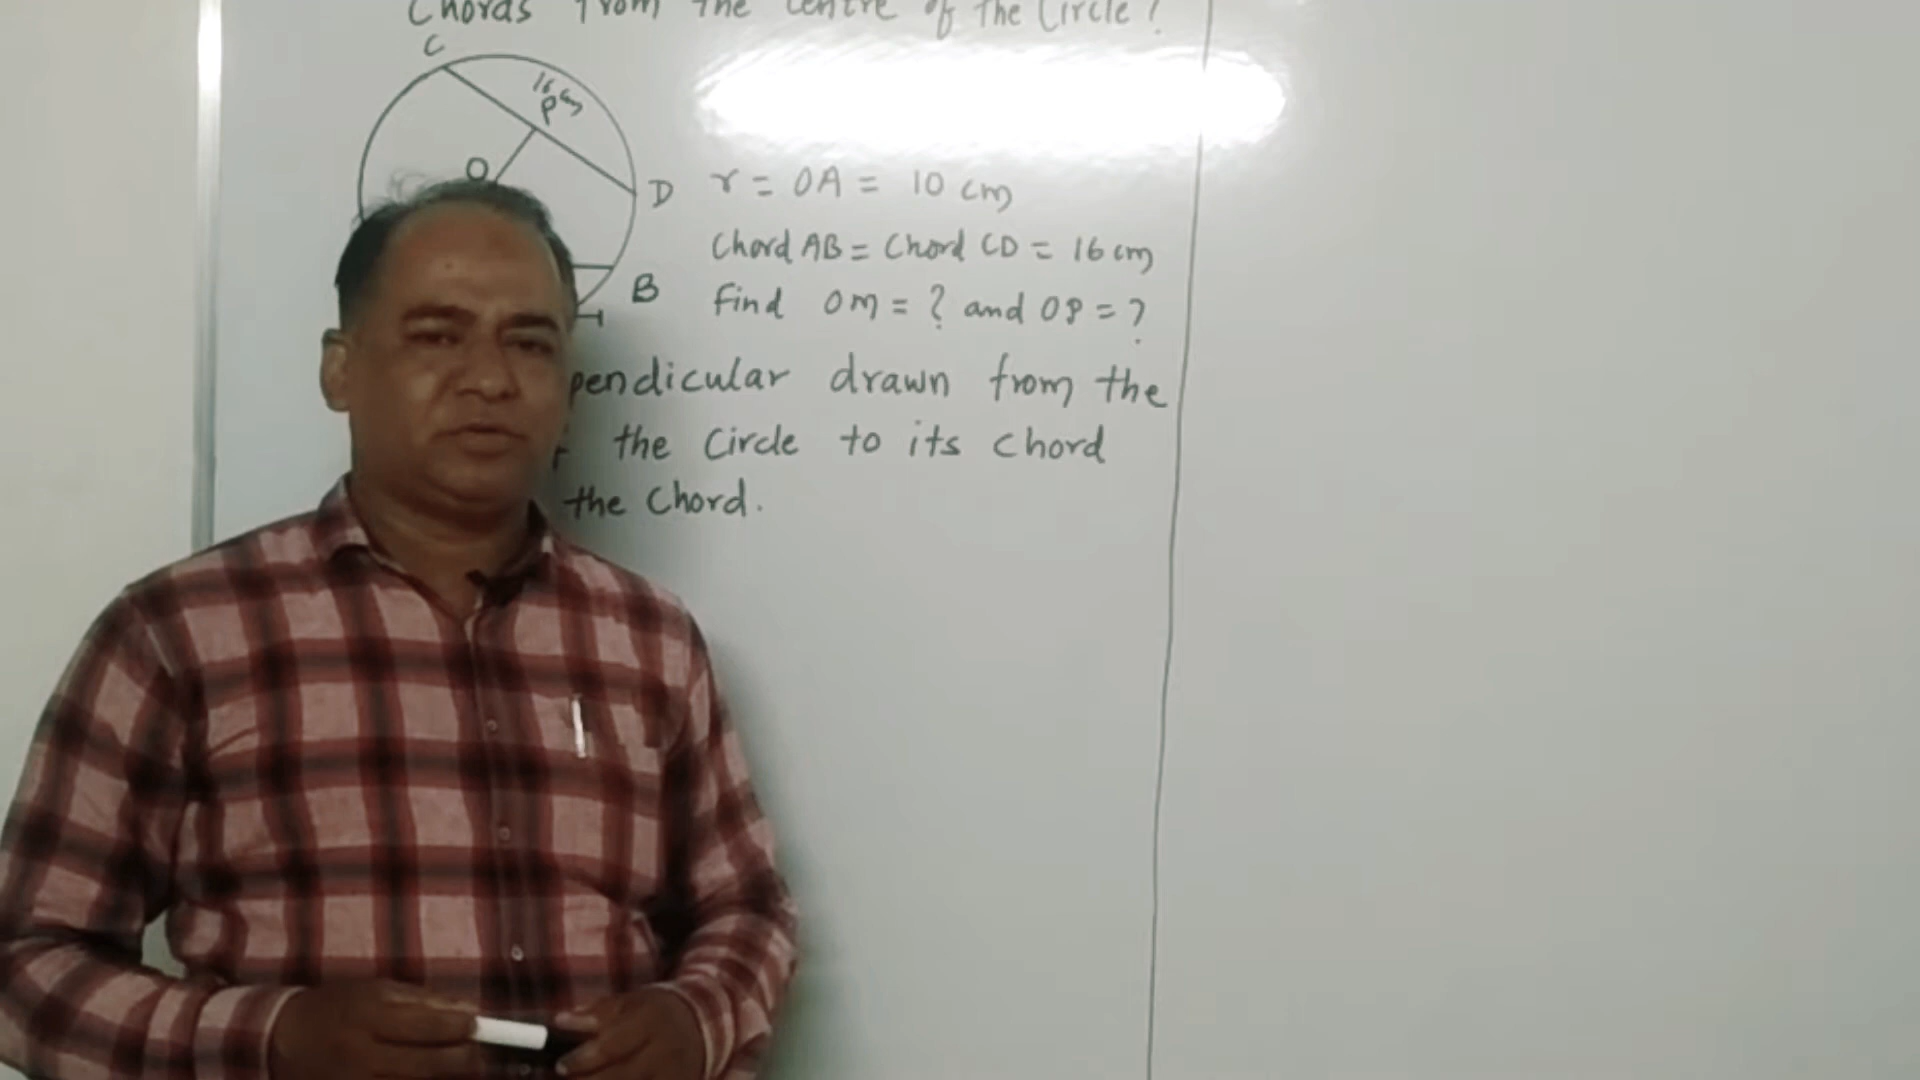 Chords from the centre of the Circle?
C
16 cm
P
O
D
r = OA = 10 cm
Chord AB = Chord CD = 16 cm
B
Find OM = ? and OP = ?
pendicular drawn from the
the Circle to its chord
the Chord.